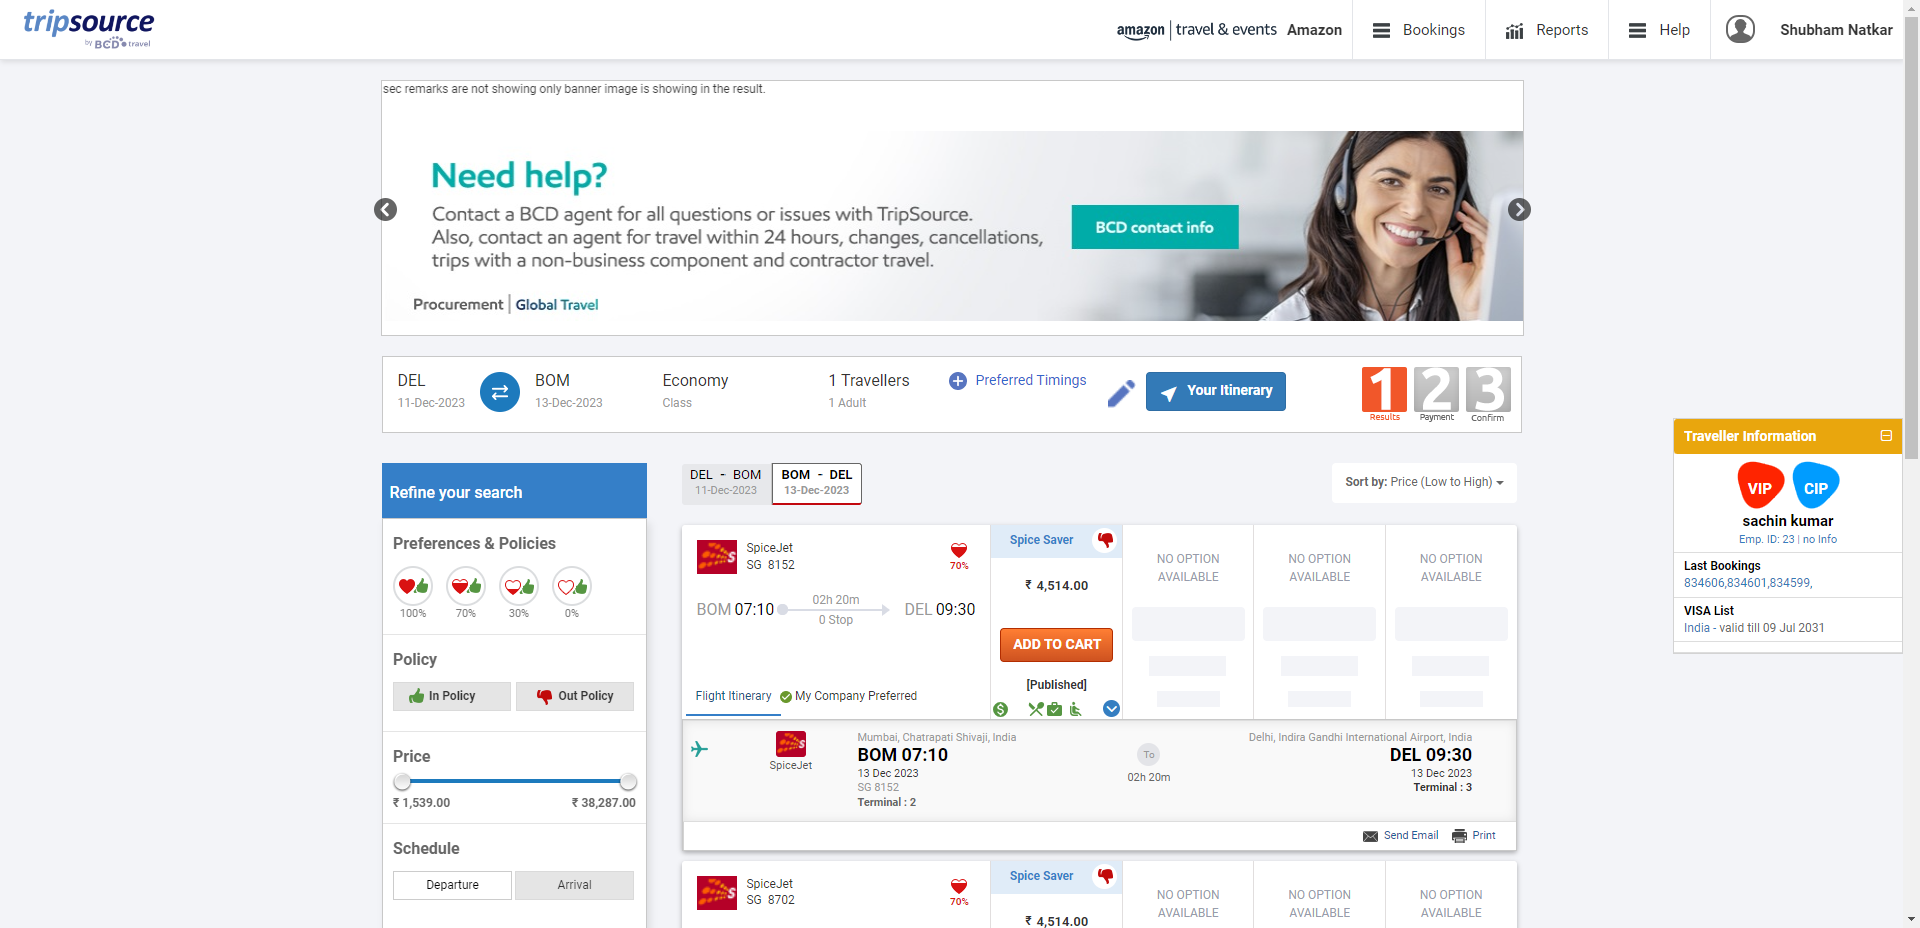 tripsource
by BCD travel
amazon | travel & events Amazon
Bookings
Reports
Help
Shubham Natkar
sec remarks are not showing only banner image is showing in the result.
Need help?
Contact a BCD agent for all questions or issues with TripSource.
Also, contact an agent for travel within 24 hours, changes, cancellations,
trips with a non-business component and contractor travel.
BCD contact info
Procurement | Global Travel
DEL
11-Dec-2023
BOM
13-Dec-2023
Economy
Class
1 Travellers
1 Adult
Preferred Timings
Your Itinerary
1 2 3
Results Payment Confirm
Traveller Information
VIP CIP
sachin kumar
Emp. ID: 23 | no Info
Last Bookings
834606,834601,834599,
VISA List
India - valid till 09 Jul 2031
Refine your search
Preferences & Policies
100% 70% 30% 0%
Policy
In Policy
Out Policy
Price
₹ 1,539.00 ₹ 38,287.00
Schedule
Departure
Arrival
DEL - BOM
11-Dec-2023
BOM - DEL
13-Dec-2023
Sort by: Price (Low to High)
SpiceJet
SG 8152
70%
BOM 07:10
02h 20m
0 Stop
DEL 09:30
Flight Itinerary
My Company Preferred
Spice Saver
₹ 4,514.00
ADD TO CART
[Published]
NO OPTION
AVAILABLE
NO OPTION
AVAILABLE
NO OPTION
AVAILABLE
SpiceJet
Mumbai, Chatrapati Shivaji, India
BOM 07:10
13 Dec 2023
SG 8152
Terminal : 2
To
02h 20m
Delhi, Indira Gandhi International Airport, India
DEL 09:30
13 Dec 2023
Terminal : 3
Send Email
Print
SpiceJet
SG 8702
70%
Spice Saver
₹ 4,514.00
NO OPTION
AVAILABLE
NO OPTION
AVAILABLE
NO OPTION
AVAILABLE